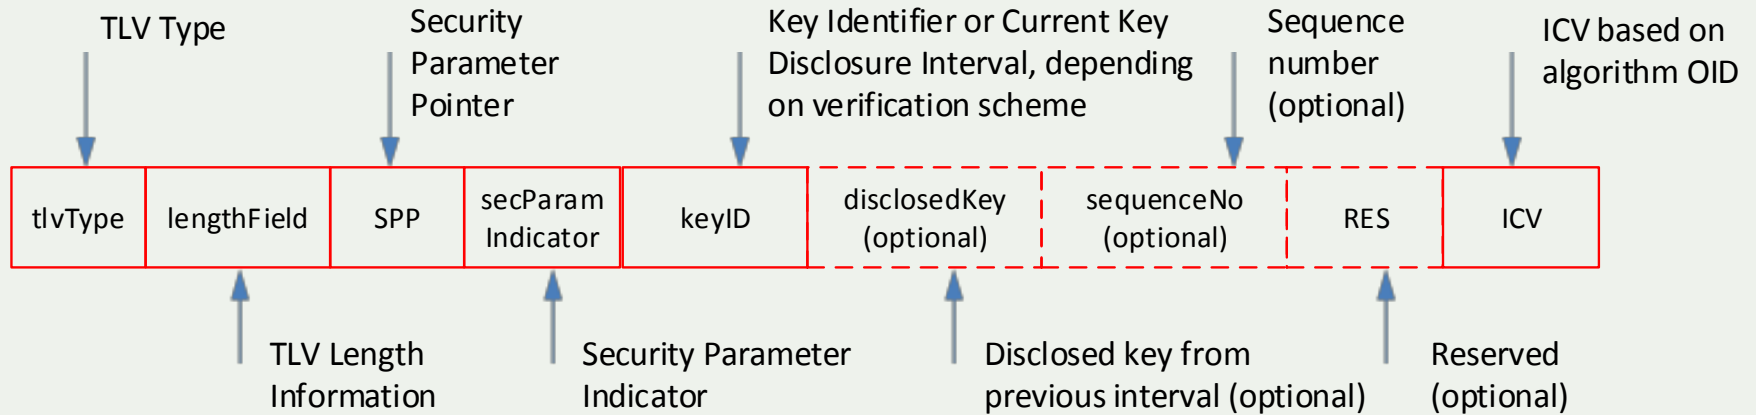 TLV Type
Security
Parameter
Pointer
Key Identifier or Current Key
Disclosure Interval, depending
on verification scheme
Sequence
number
(optional)
ICV based on
algorithm OID
tlvType
lengthField
SPP
secParam
Indicator
keyID
disclosedKey
(optional)
sequenceNo
(optional)
RES
ICV
TLV Length
Information
Security Parameter
Indicator
Disclosed key from
previous interval (optional)
Reserved
(optional)